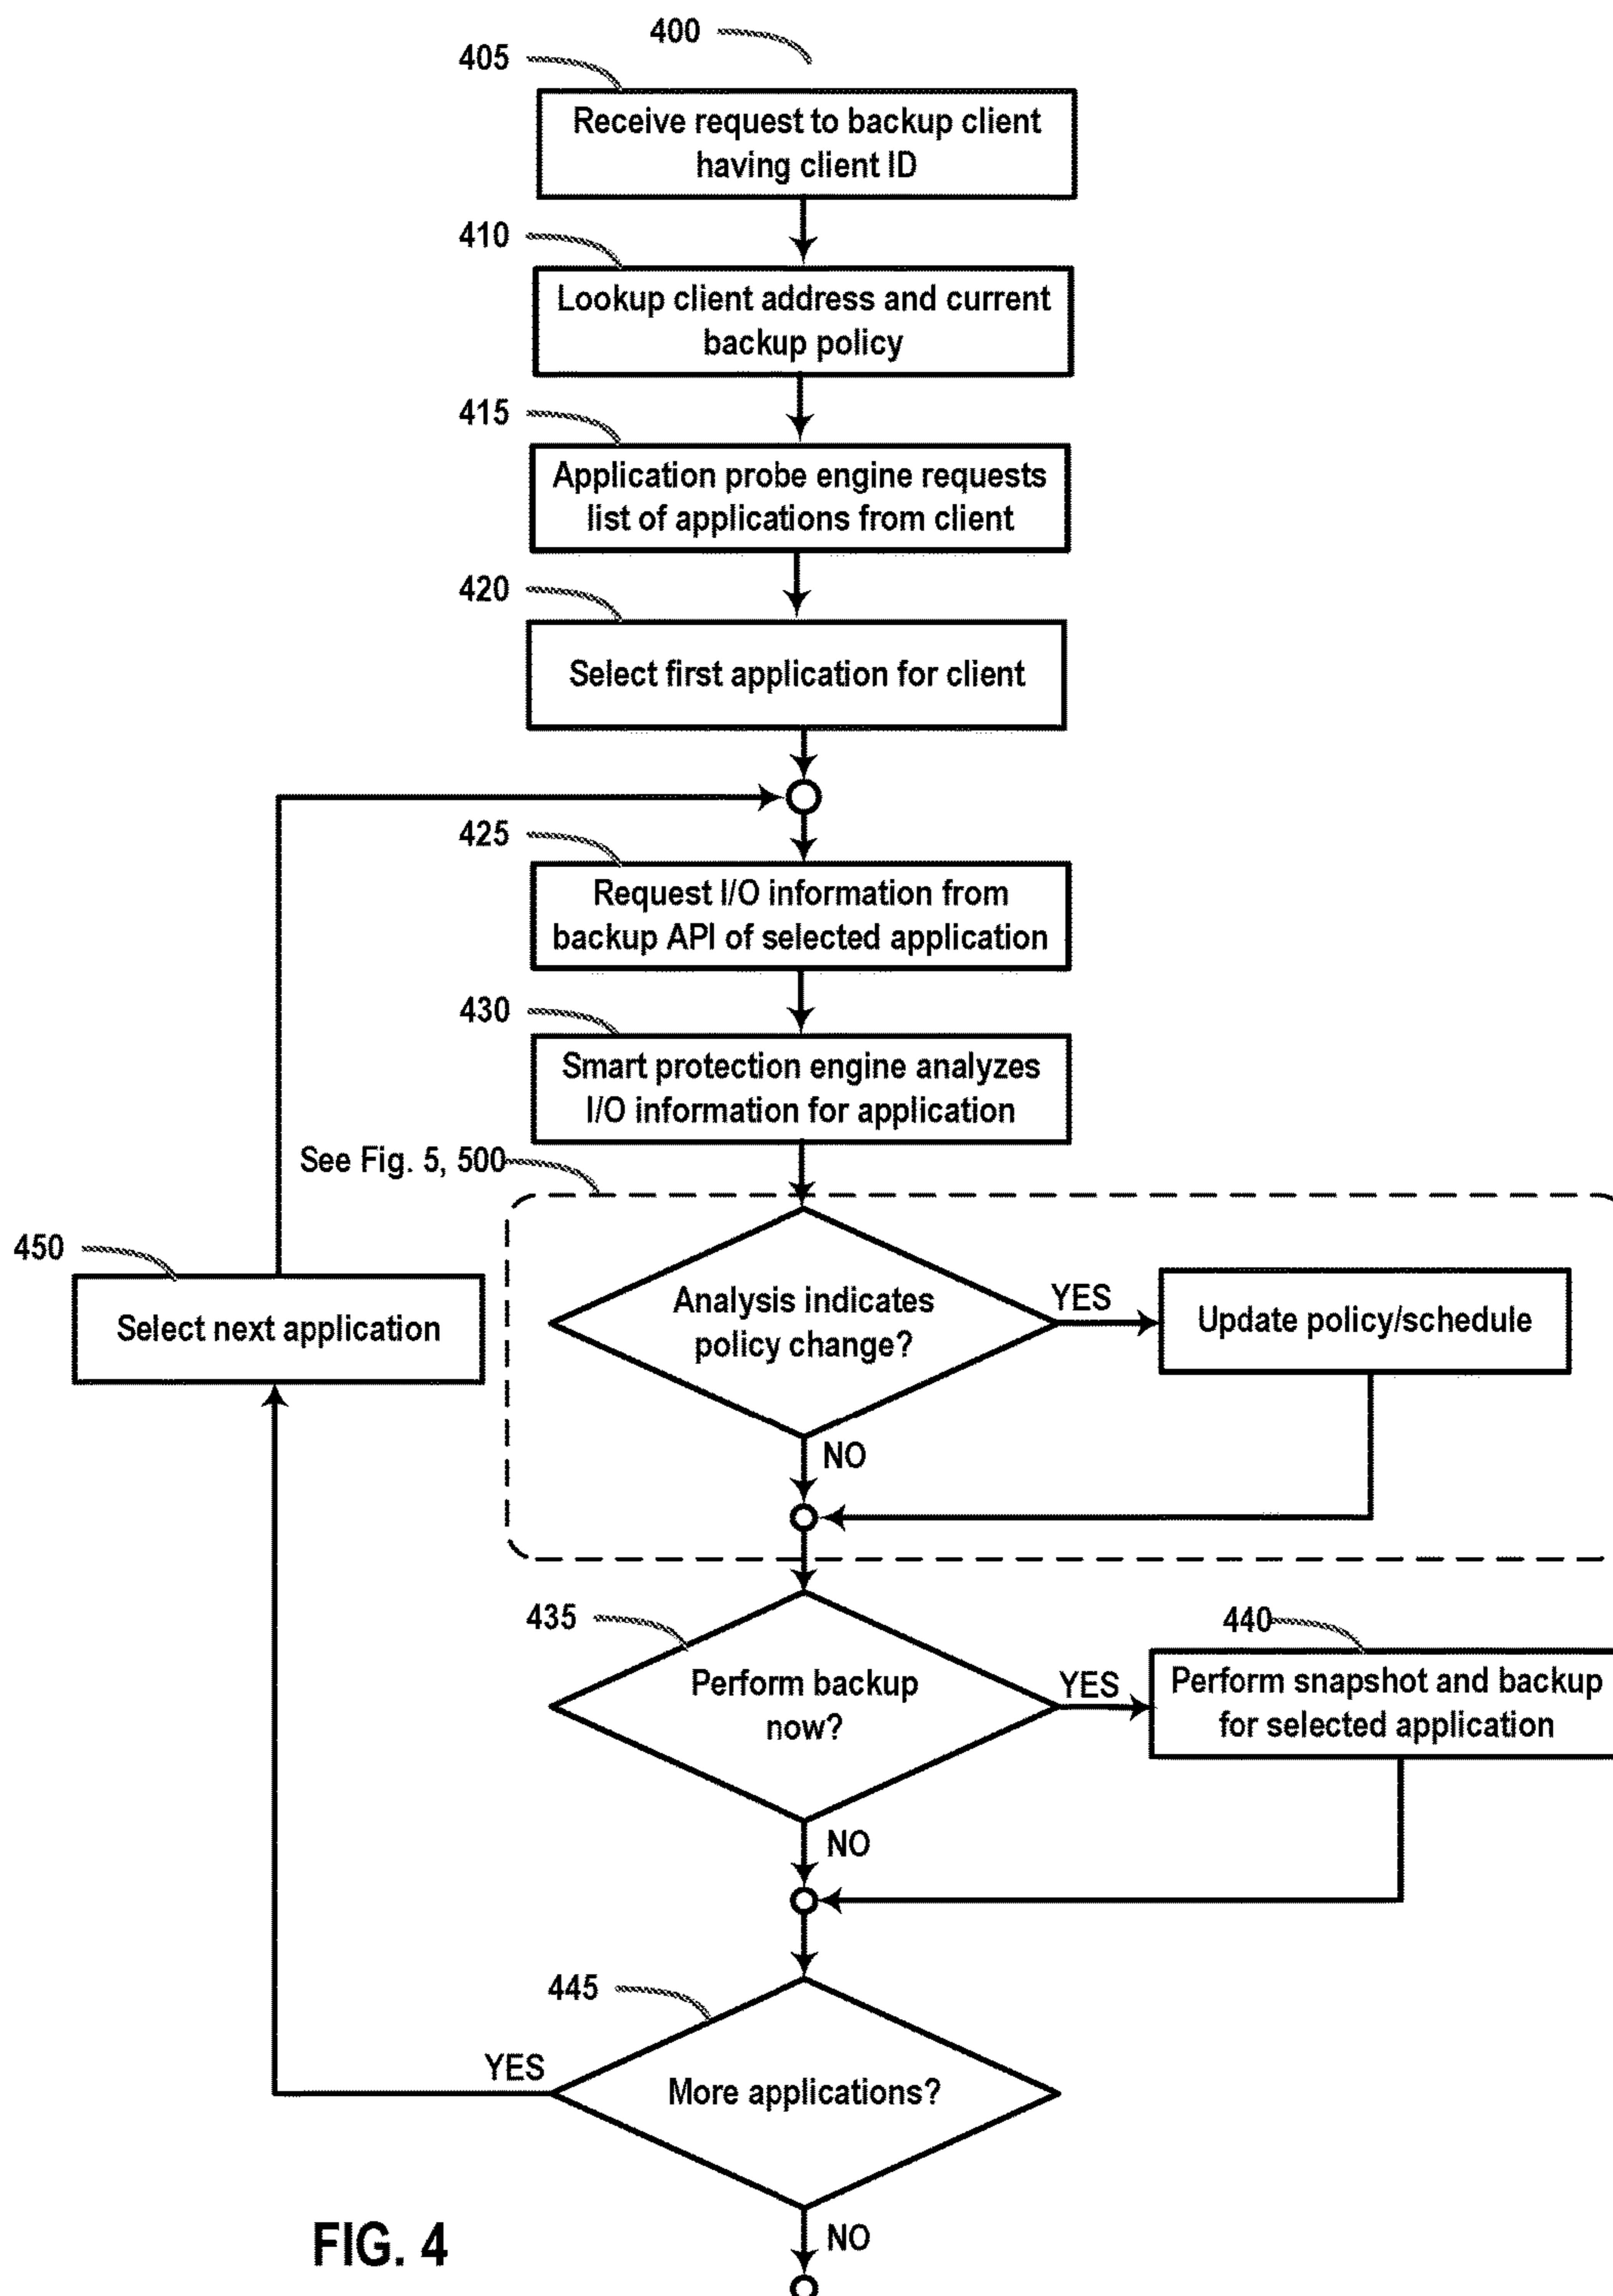 400
405
Receive request to backup client
having client ID
410
Lookup client address and current
backup policy
415
Application probe engine requests
list of applications from client
420
Select first application for client
425
Request I/O information from
backup API of selected application
430
Smart protection engine analyzes
I/O information for application
See Fig. 5, 500
450
Select next application
Analysis indicates
policy change?
YES
Update policy/schedule
NO
435
Perform backup
now?
YES
440
Perform snapshot and backup
for selected application
NO
445
YES
More applications?
NO
FIG. 4